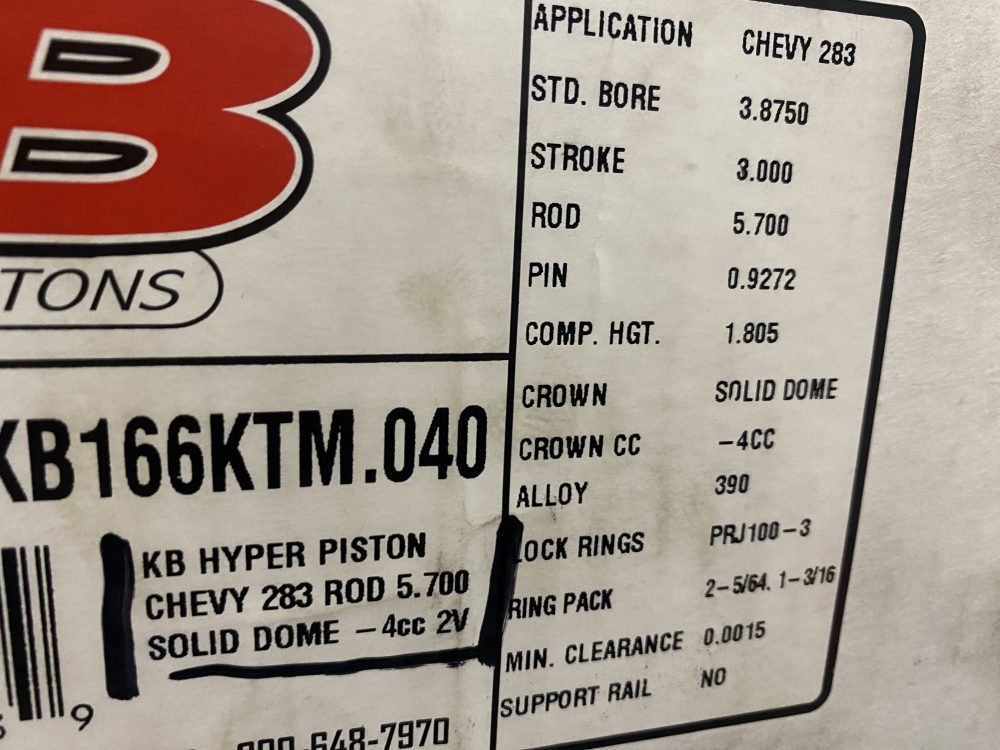 B
TONS
KB166KTM.040
KB HYPER PISTON
CHEVY 283 ROD 5.700
SOLID DOME –4cc 2V
9
648-7970
APPLICATION CHEVY 283
STD. BORE 3.8750
STROKE 3.000
ROD 5.700
PIN 0.9272
COMP. HGT. 1.805
CROWN SOLID DOME
CROWN CC –4CC
ALLOY 390
LOCK RINGS PRJ100–3
RING PACK 2–5/64. 1–3/16
MIN. CLEARANCE 0.0015
SUPPORT RAIL NO